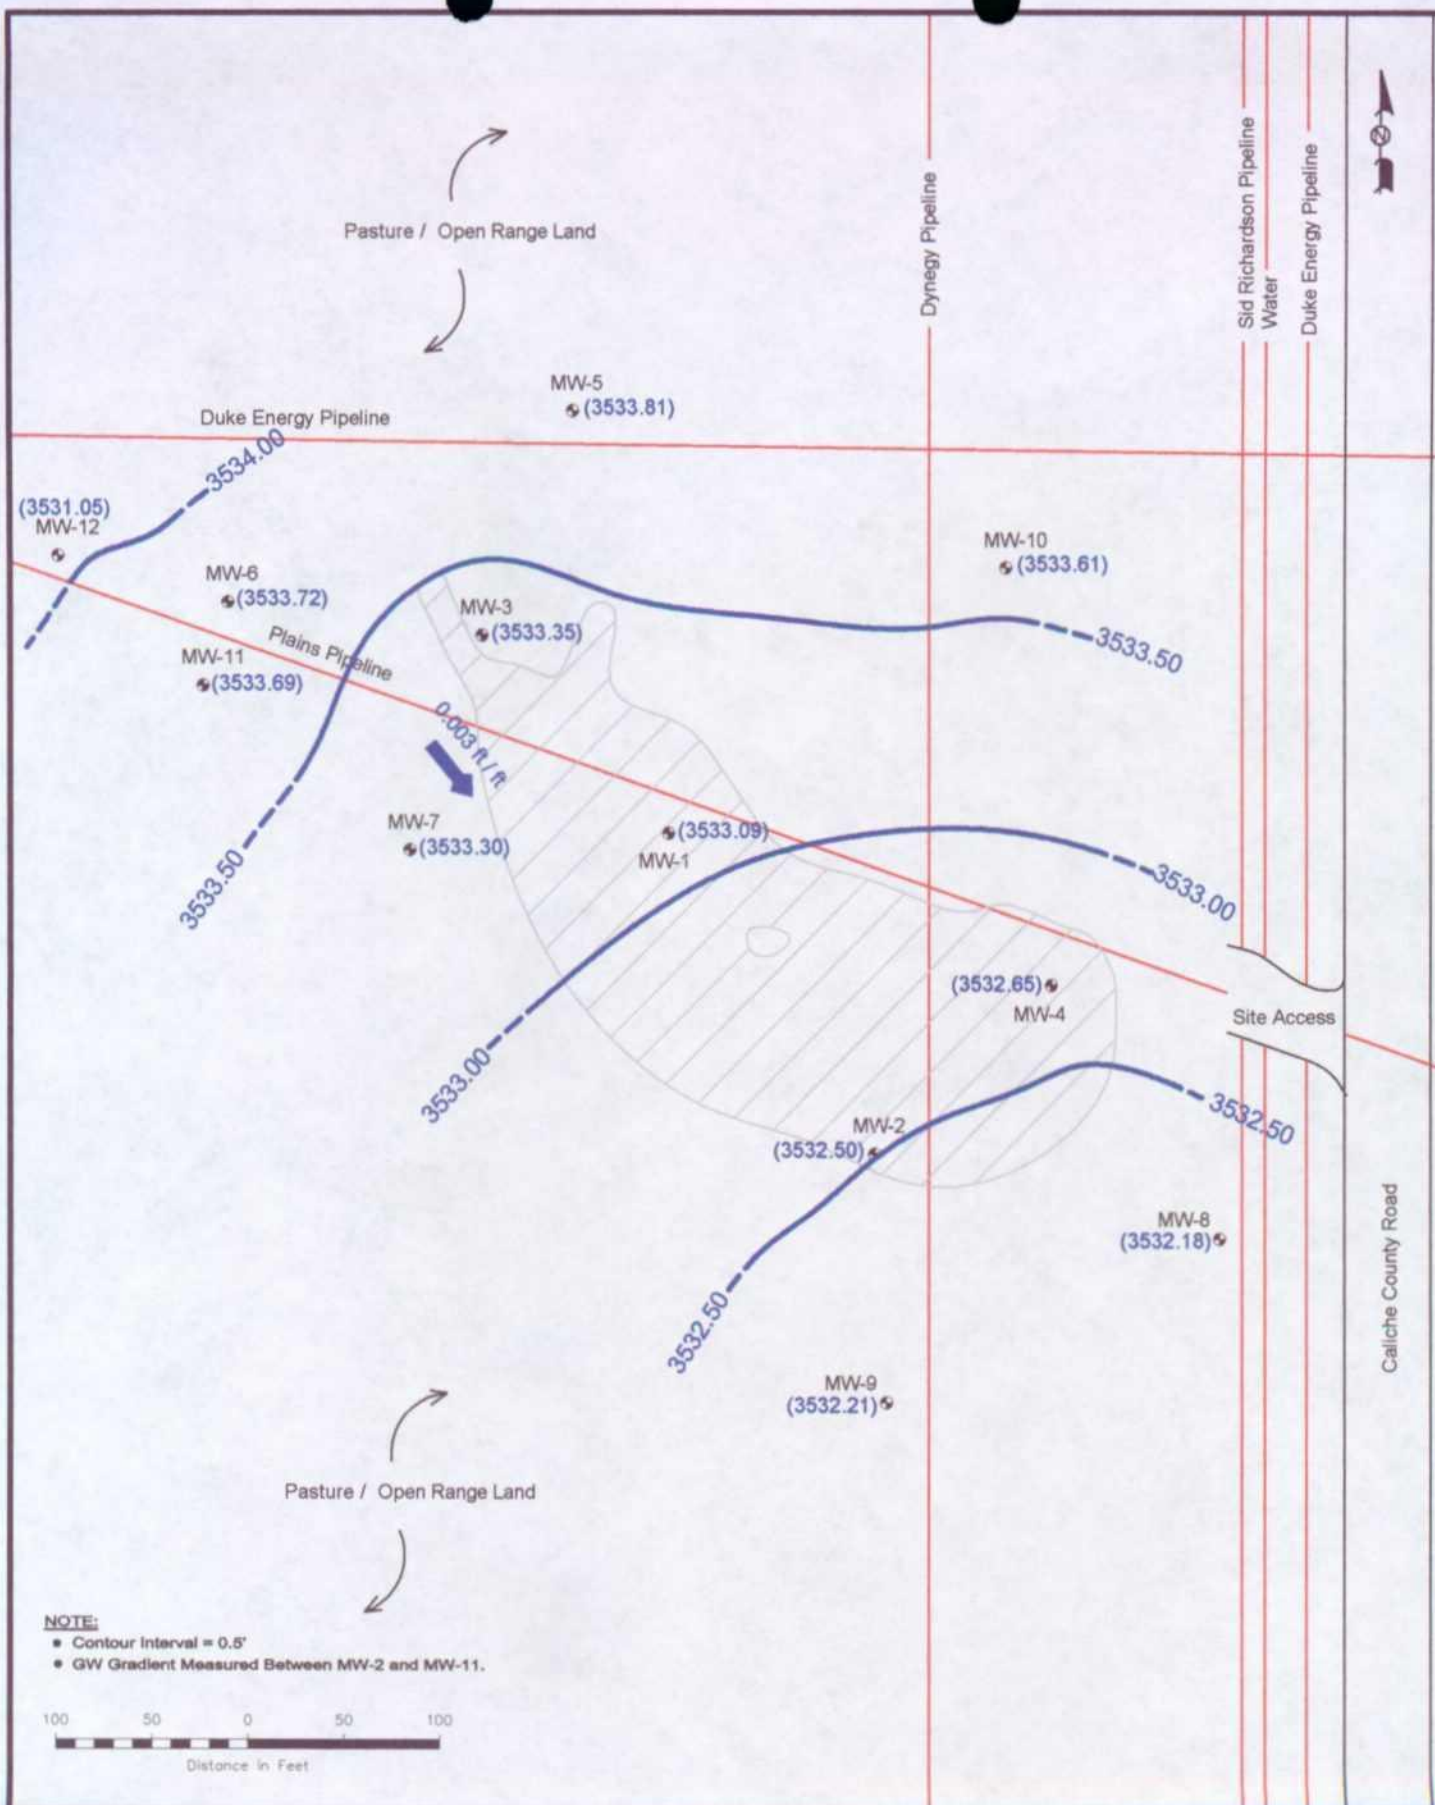 Pasture / Open Range Land
Dynegy Pipeline
Sid Richardson Pipeline
Water
Duke Energy Pipeline
N
MW-5
(3533.81)
Duke Energy Pipeline
3534.00
(3531.05)
MW-12
MW-6
(3533.72)
MW-3
(3533.35)
MW-10
(3533.61)
3533.50
Plains Pipeline
MW-11
(3533.69)
0.003 ft / ft
MW-7
(3533.30)
(3533.09)
MW-1
3533.50
3533.00
(3532.65)
MW-4
Site Access
3533.00
MW-2
(3532.50)
3532.50
MW-8
(3532.18)
3532.50
MW-9
(3532.21)
Caliche County Road
Pasture / Open Range Land
NOTE:
• Contour Interval = 0.5'
• GW Gradient Measured Between MW-2 and MW-11.
100 50 0 50 100
Distance in Feet